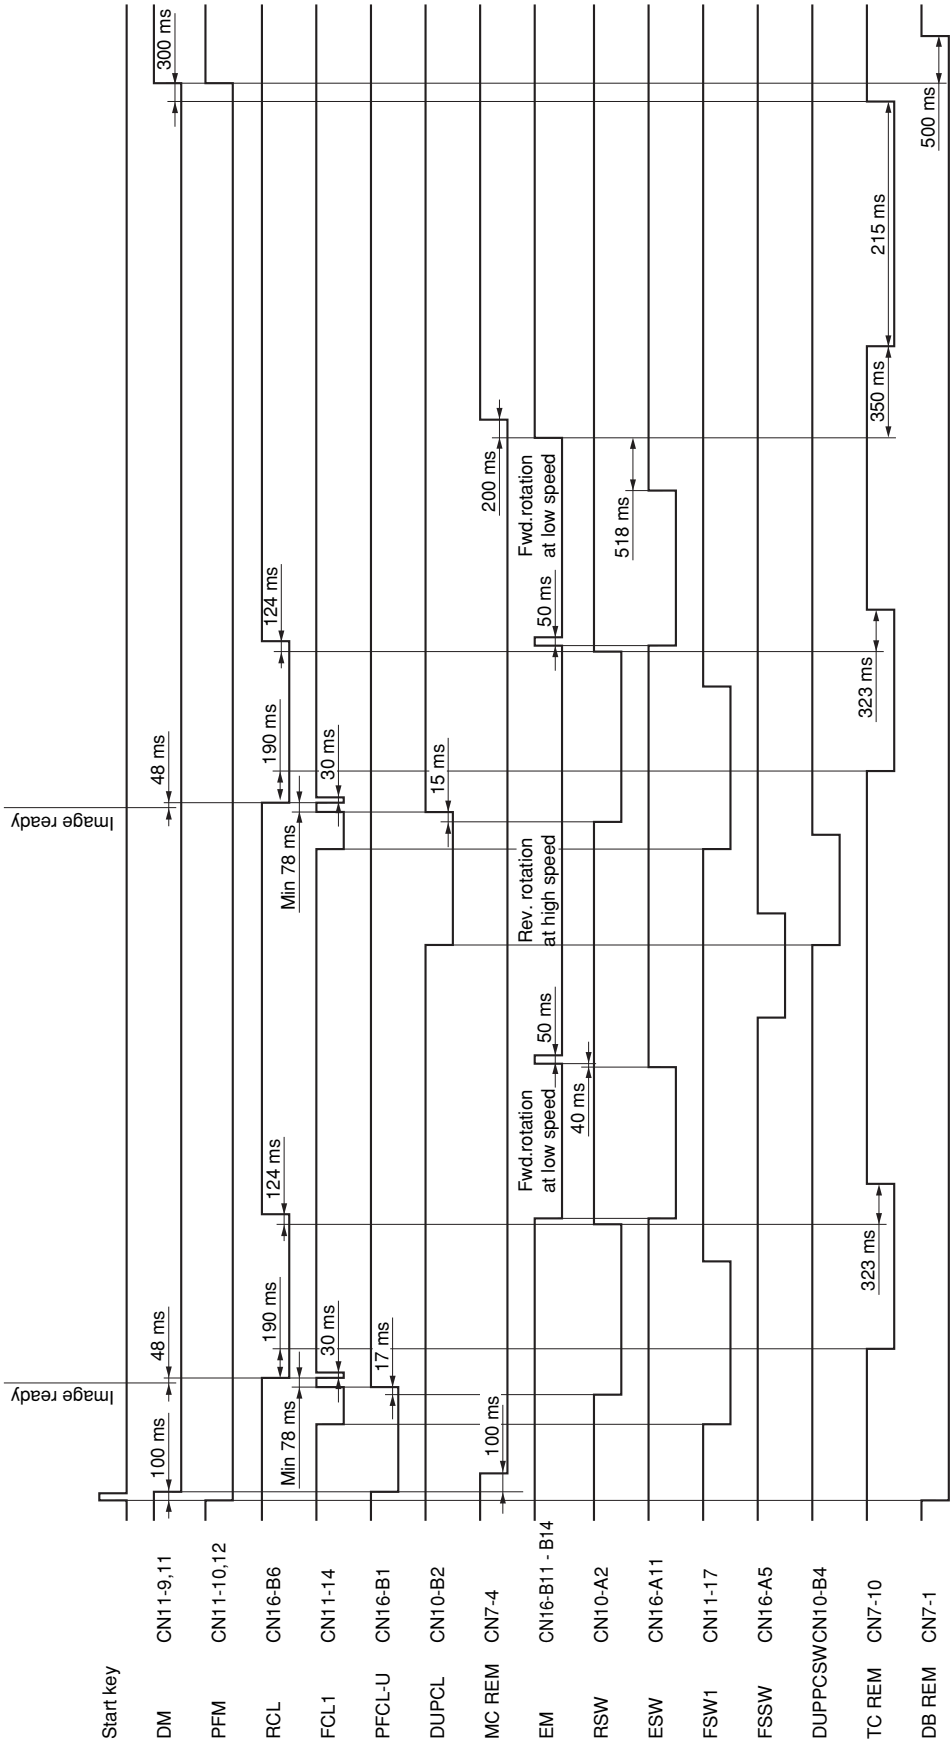 Start key
DM CN11-9,11
100 ms
Image ready
48 ms
Image ready
48 ms
300 ms
PFM CN11-10,12
RCL CN16-B6
190 ms
124 ms
190 ms
124 ms
Min 78 ms
Min 78 ms
FCL1 CN11-14
30 ms
30 ms
PFCL-U CN16-B1
17 ms
DUPCL CN10-B2
15 ms
MC REM CN7-4
100 ms
200 ms
EM CN16-B11 - B14
Fwd.rotation
at low speed
50 ms
Rev. rotation
at high speed
50 ms
Fwd.rotation
at low speed
RSW CN10-A2
40 ms
ESW CN16-A11
518 ms
FSW1 CN11-17
FSSW CN16-A5
DUPPCSW CN10-B4
TC REM CN7-10
323 ms
323 ms
350 ms
215 ms
DB REM CN7-1
500 ms